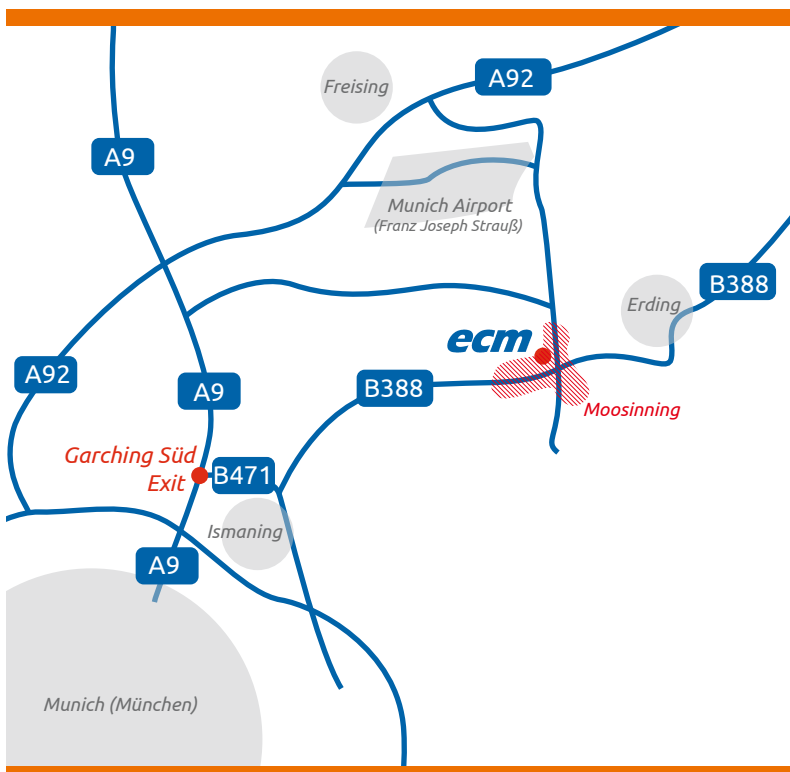 A92
Freising
A9
Munich Airport
(Franz Joseph Strauß)
B388
Erding
ecm
A92
A9
B388
Moosinning
Garching Süd
Exit
B471
Ismaning
A9
Munich (München)